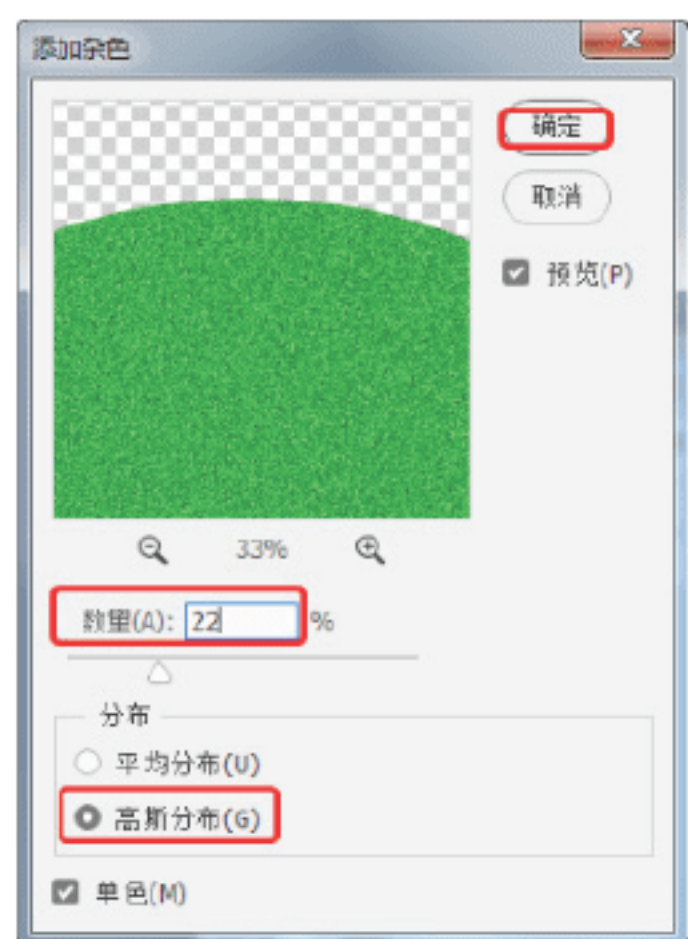 添加杂色
确定
取消
预览(P)
33%
数量(A): 22 %
分布
平均分布(U)
高斯分布(G)
单色(M)